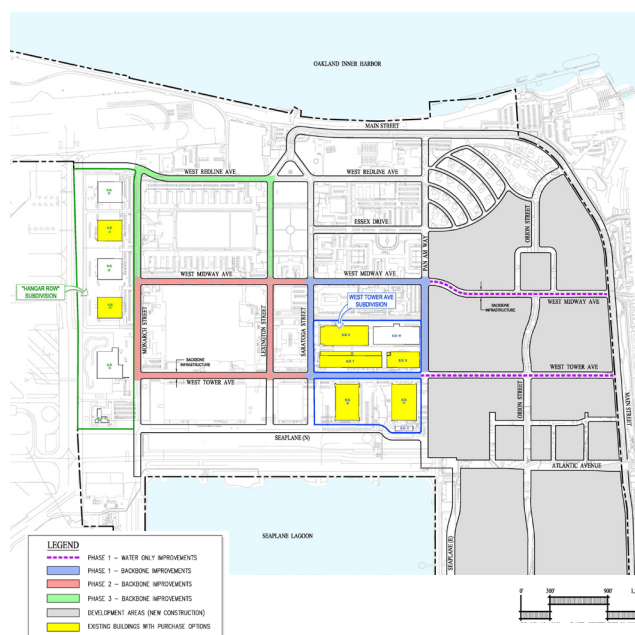 OAKLAND INNER HARBOR
MAIN STREET
WEST REDLINE AVE
WEST REDLINE AVE
ESSEX DRIVE
ORION STREET
PAN AM WAY
WEST MIDWAY AVE
WEST MIDWAY AVE
"HANGAR ROW"
SUBDIVISION
WEST TOWER AVE
SUBDIVISION
BACKBONE
INFRASTRUCTURE
WEST MIDWAY AVE
MONARCH STREET
LEXINGTON STREET
SARATOGA STREET
BACKBONE
INFRASTRUCTURE
WEST TOWER AVE
WEST TOWER AVE
ORION STREET
MAIN STREET
SEAPLANE (N)
ATLANTIC AVENUE
SEAPLANE LAGOON
SEAPLANE (E)
LEGEND
PHASE 1 – WATER ONLY IMPROVEMENTS
PHASE 1 – BACKBONE IMPROVEMENTS
PHASE 2 – BACKBONE IMPROVEMENTS
PHASE 3 – BACKBONE IMPROVEMENTS
DEVELOPMENT AREAS (NEW CONSTRUCTION)
EXISTING BUILDINGS WITH PURCHASE OPTIONS
0' 300' 900'